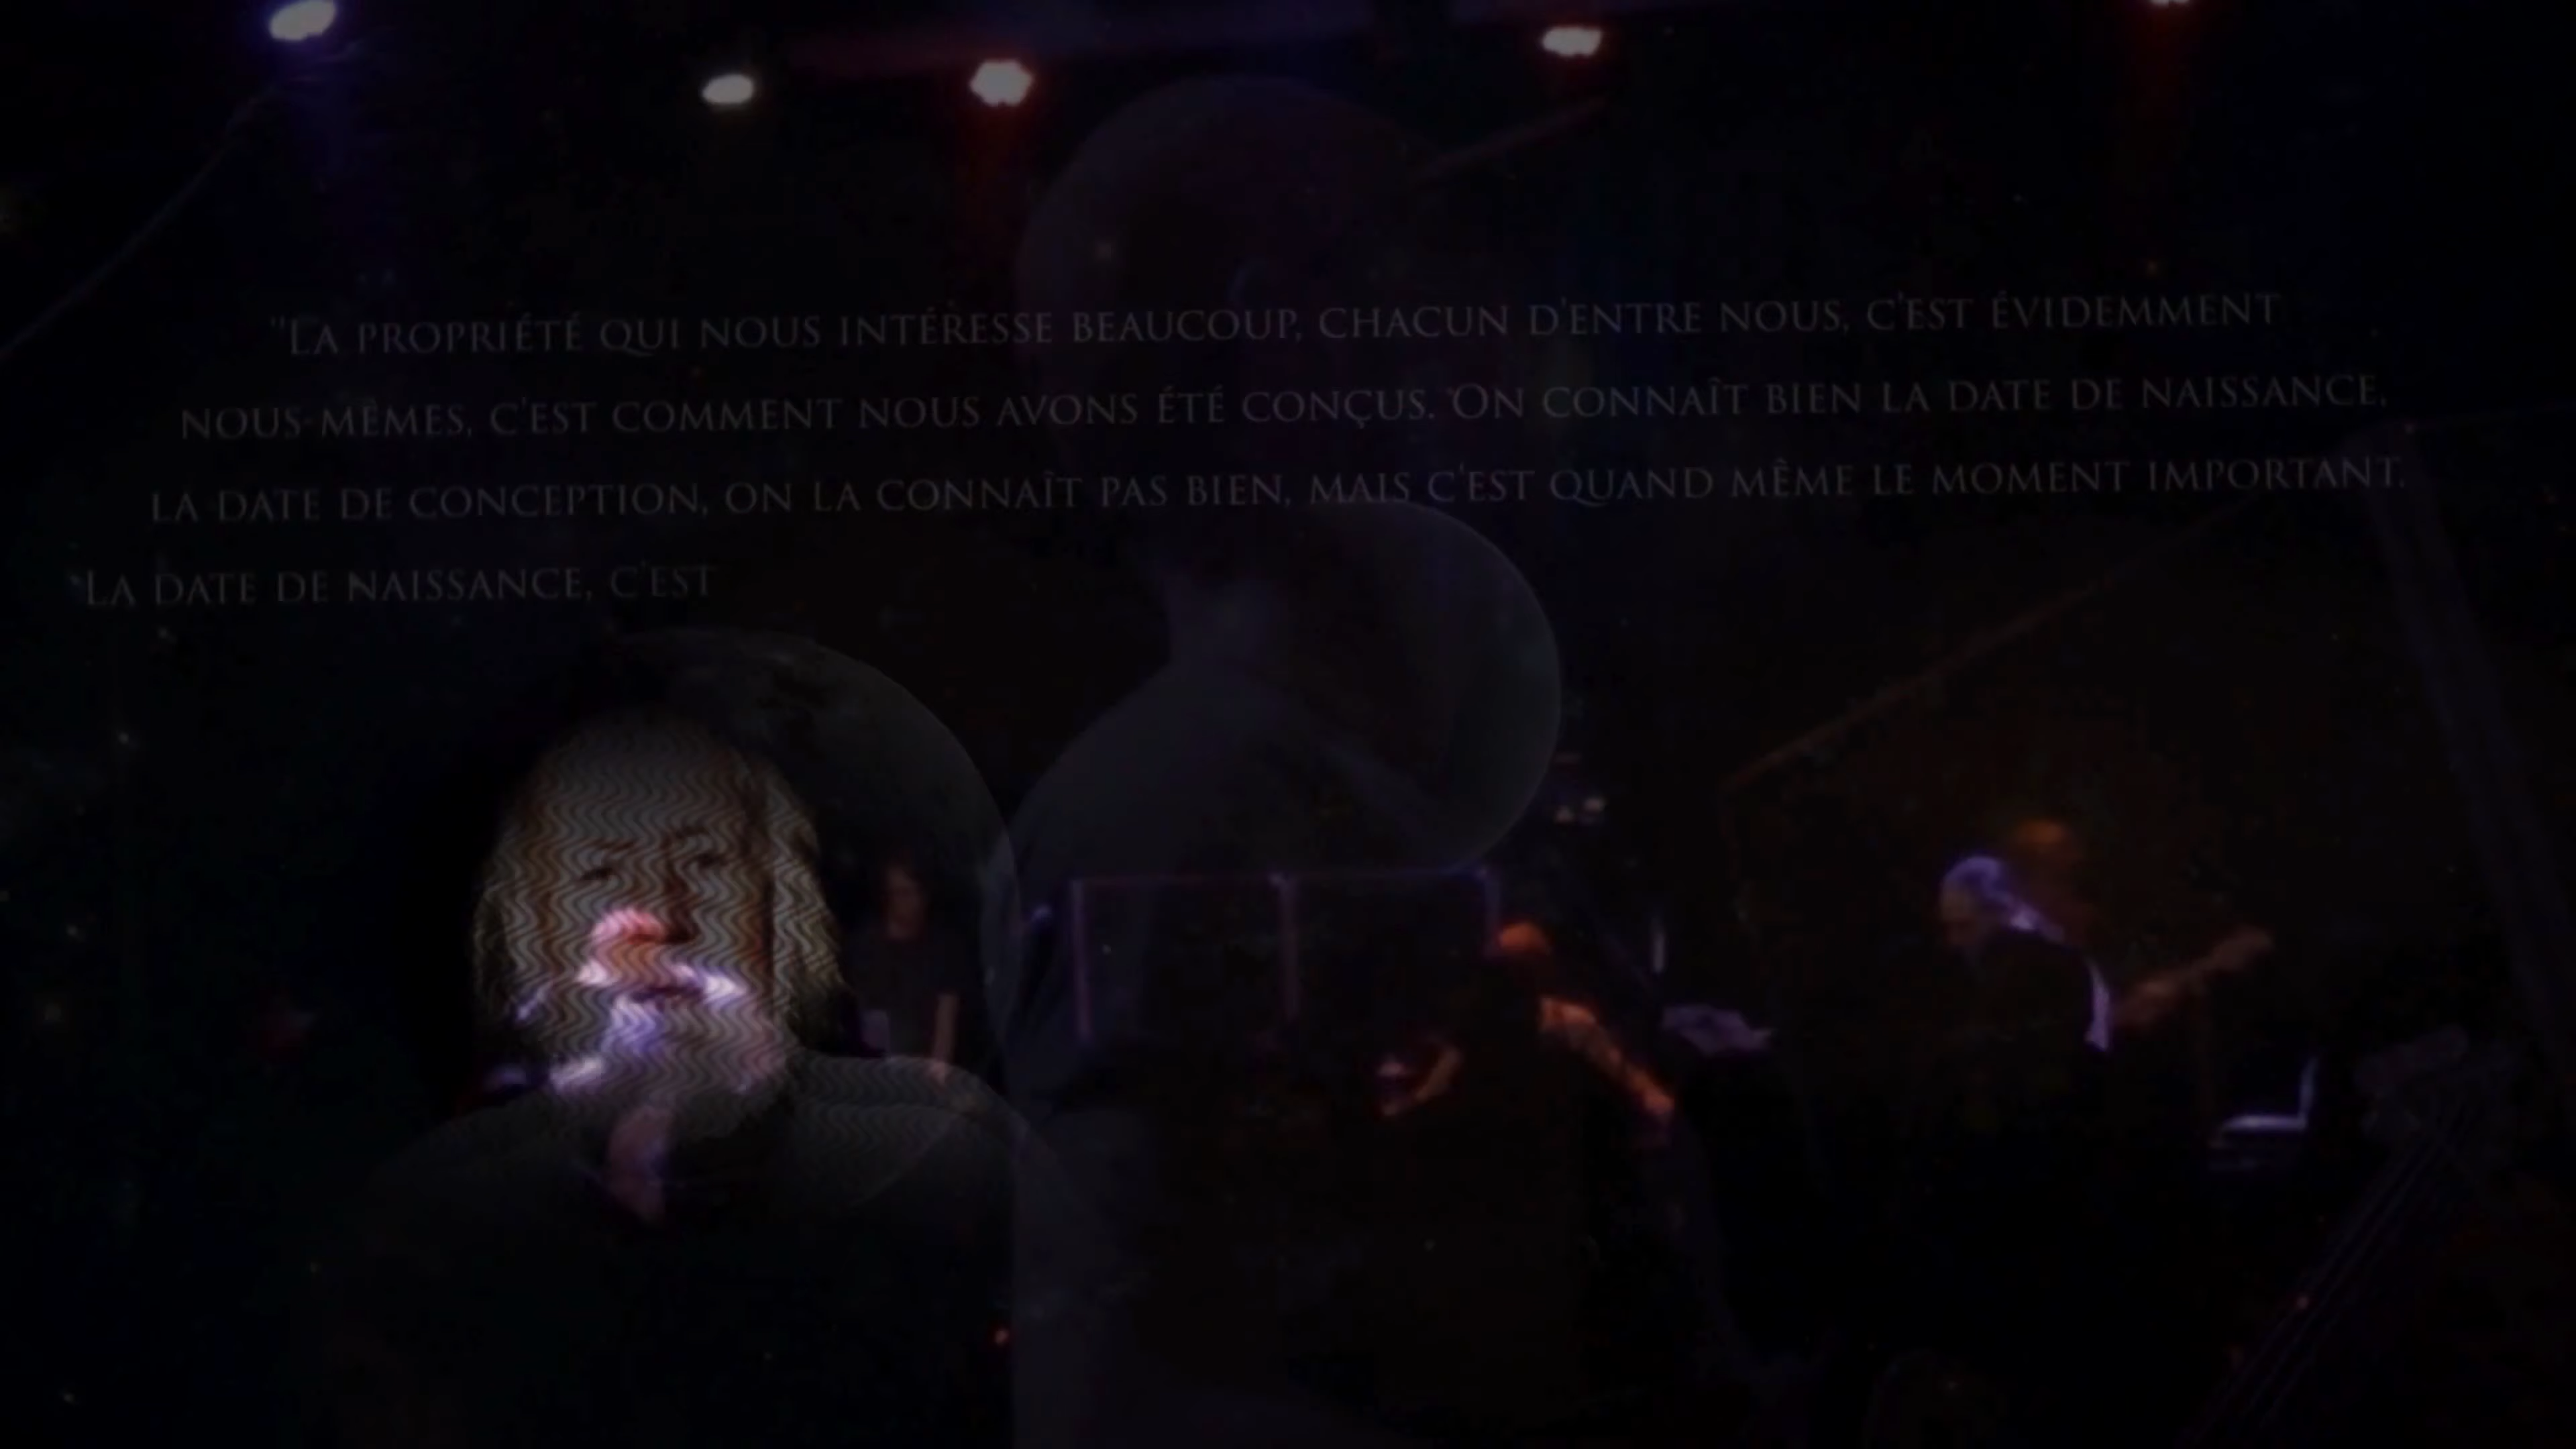 "La propriété qui nous intéresse beaucoup, chacun d'entre nous, c'est évidemment
nous-mêmes, c'est comment nous avons été conçus. On connaît bien la date de naissance,
la date de conception, on la connaît pas bien, mais c'est quand même le moment important.
La date de naissance, c'est